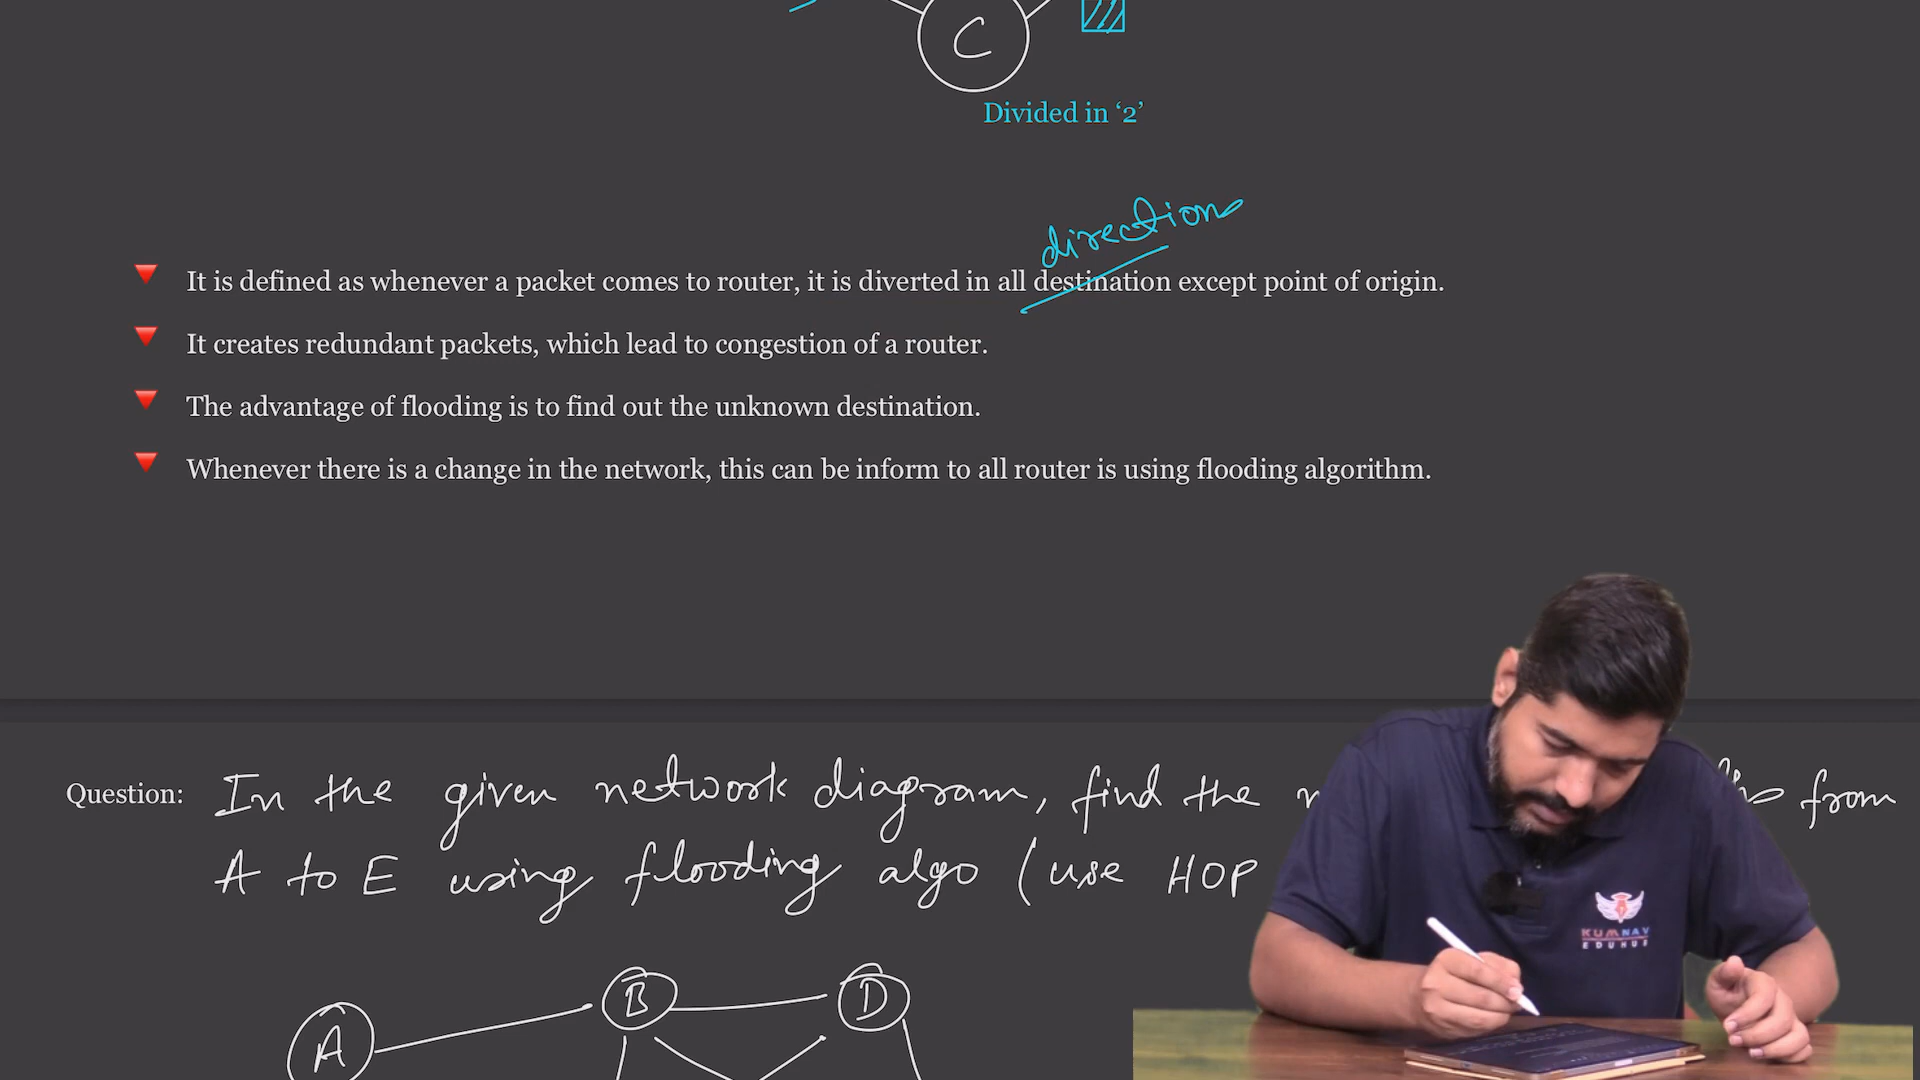 C
Divided in ‘2’
directions
It is defined as whenever a packet comes to router, it is diverted in all destination except point of origin.
It creates redundant packets, which lead to congestion of a router.
The advantage of flooding is to find out the unknown destination.
Whenever there is a change in the network, this can be inform to all router is using flooding algorithm.
Question: In the given network diagram, find the from
A to E using flooding algo (use HOP
B D
A
KUMNAV
EDUHUB